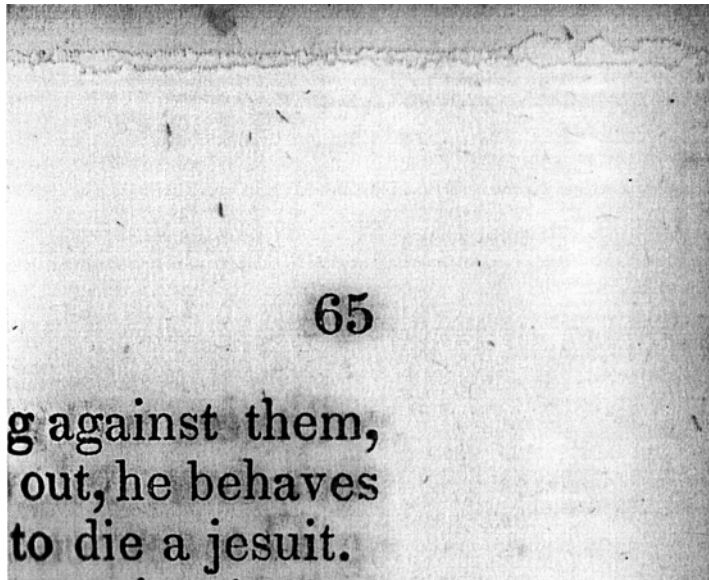 65
g against them,
out, he behaves
to die a jesuit.